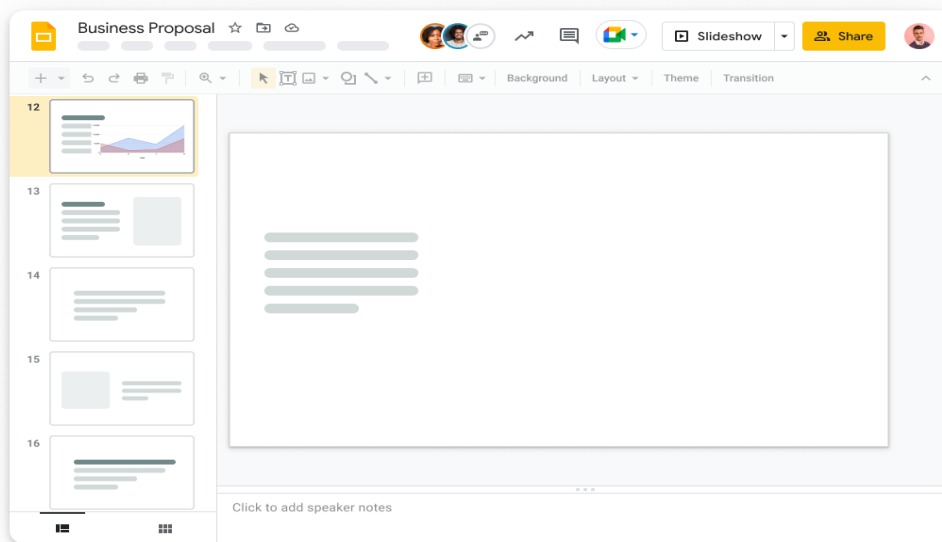 Business Proposal
Slideshow
Share
Background
Layout
Theme
Transition
12
13
14
15
16
Click to add speaker notes